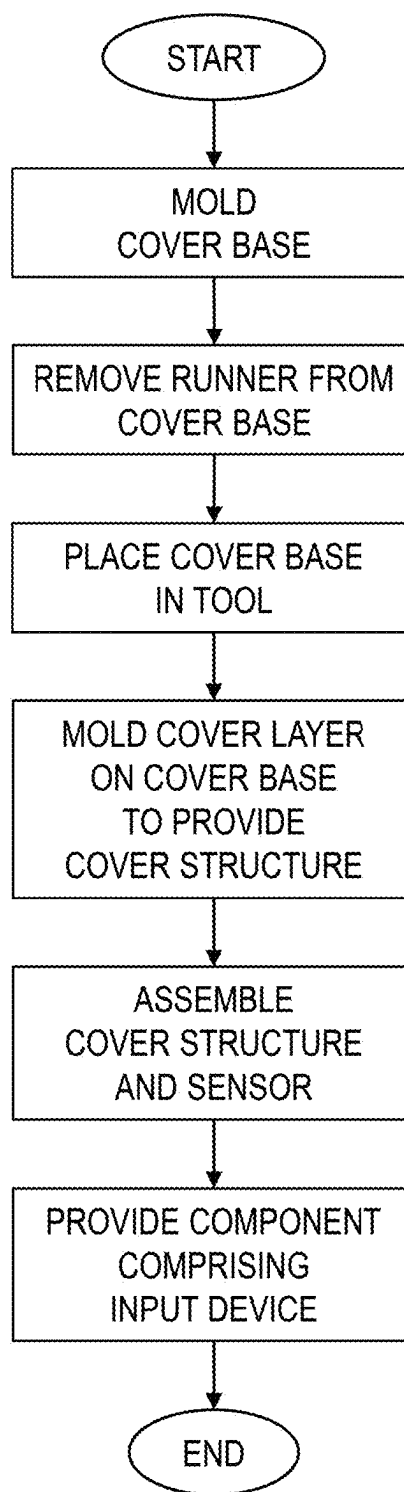 START
MOLD
COVER BASE
REMOVE RUNNER FROM
COVER BASE
PLACE COVER BASE
IN TOOL
MOLD COVER LAYER
ON COVER BASE
TO PROVIDE
COVER STRUCTURE
ASSEMBLE
COVER STRUCTURE
AND SENSOR
PROVIDE COMPONENT
COMPRISING
INPUT DEVICE
END